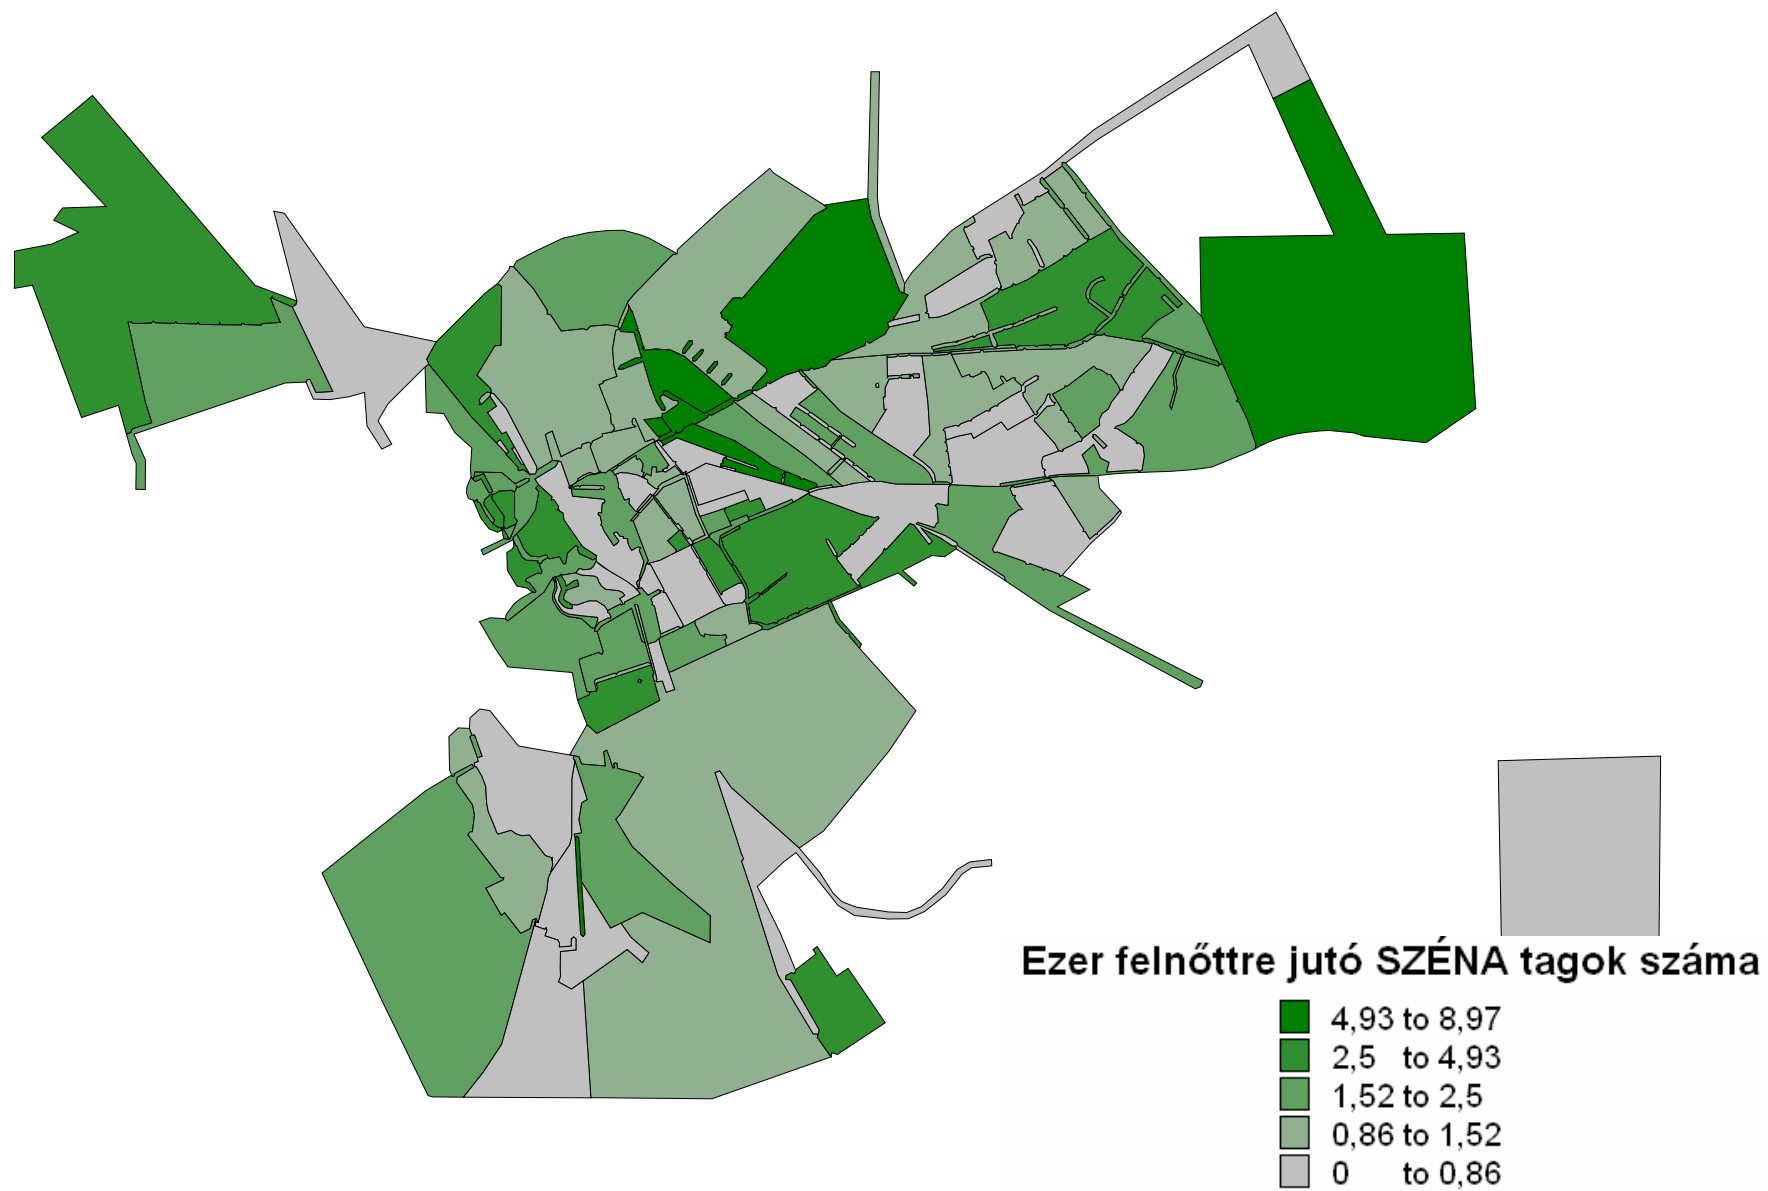 Ezer felnőttre jutó SZÉNA tagok száma
4,93 to 8,97
2,5 to 4,93
1,52 to 2,5
0,86 to 1,52
0 to 0,86